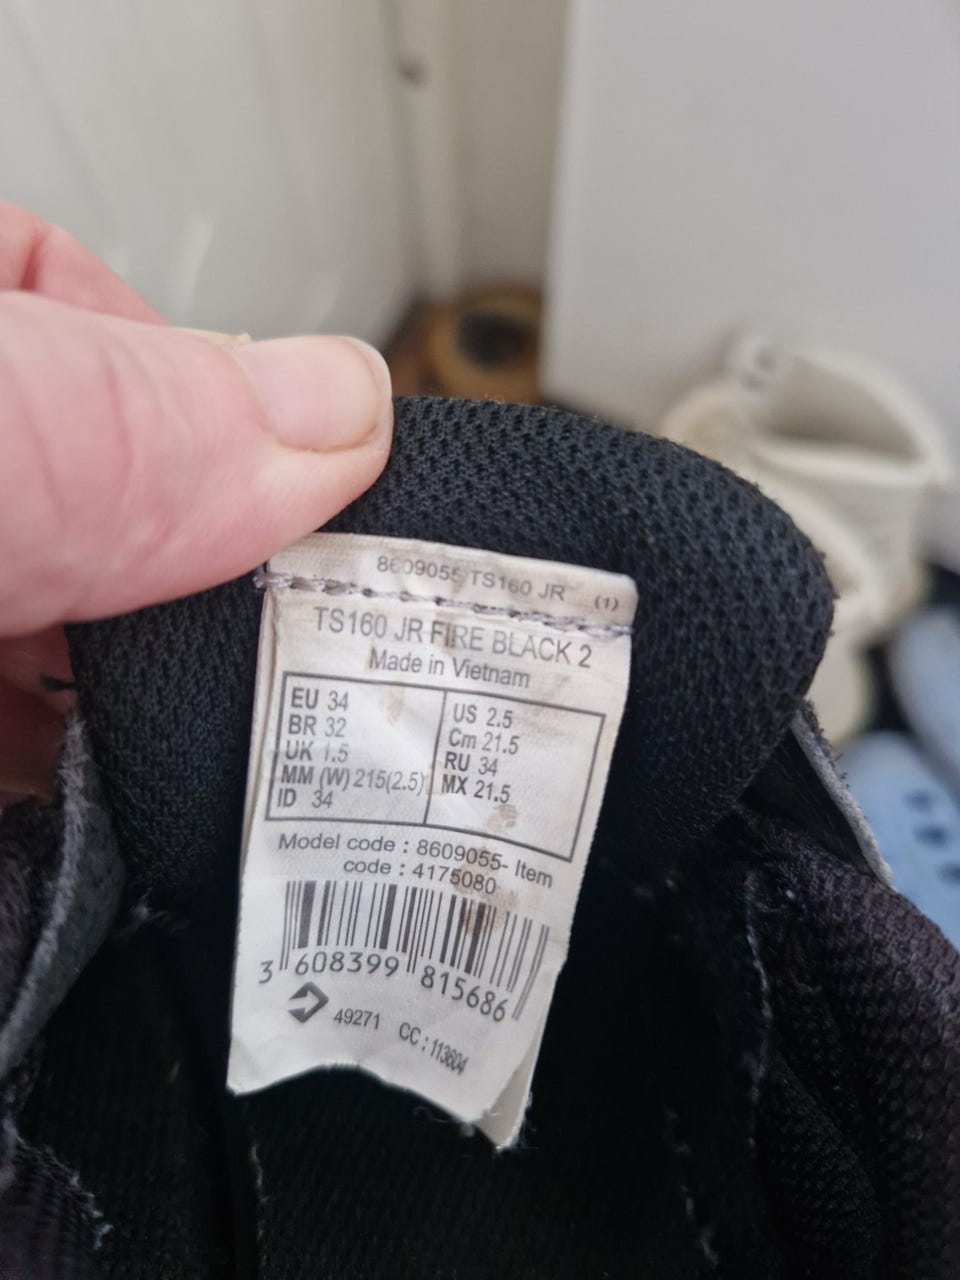 8609055 TS160 JR (1)
TS160 JR FIRE BLACK 2
Made in Vietnam
EU 34
BR 32
UK 1.5
MM (W) 215(2.5)
ID 34
US 2.5
Cm 21.5
RU 34
MX 21.5
Model code : 8609055- Item
code : 4175080
3 608399 815686
49271 CC : 113604